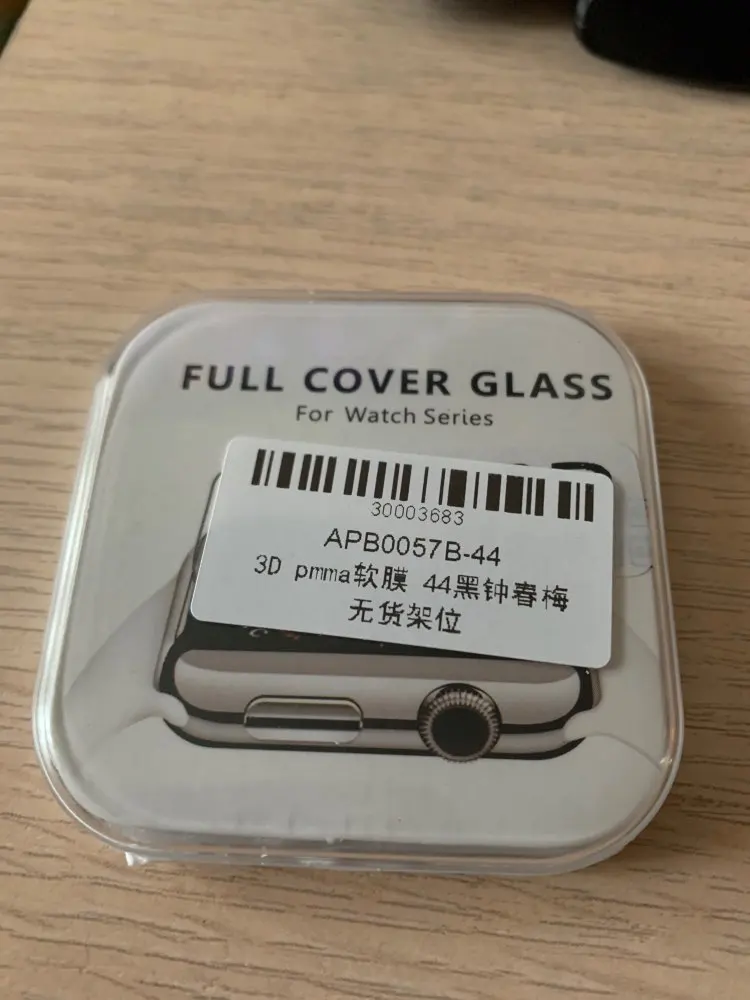 FULL COVER GLASS
For Watch Series
30003683
APB0057B-44
3D pmma软膜 44黑钟春梅
无货架位